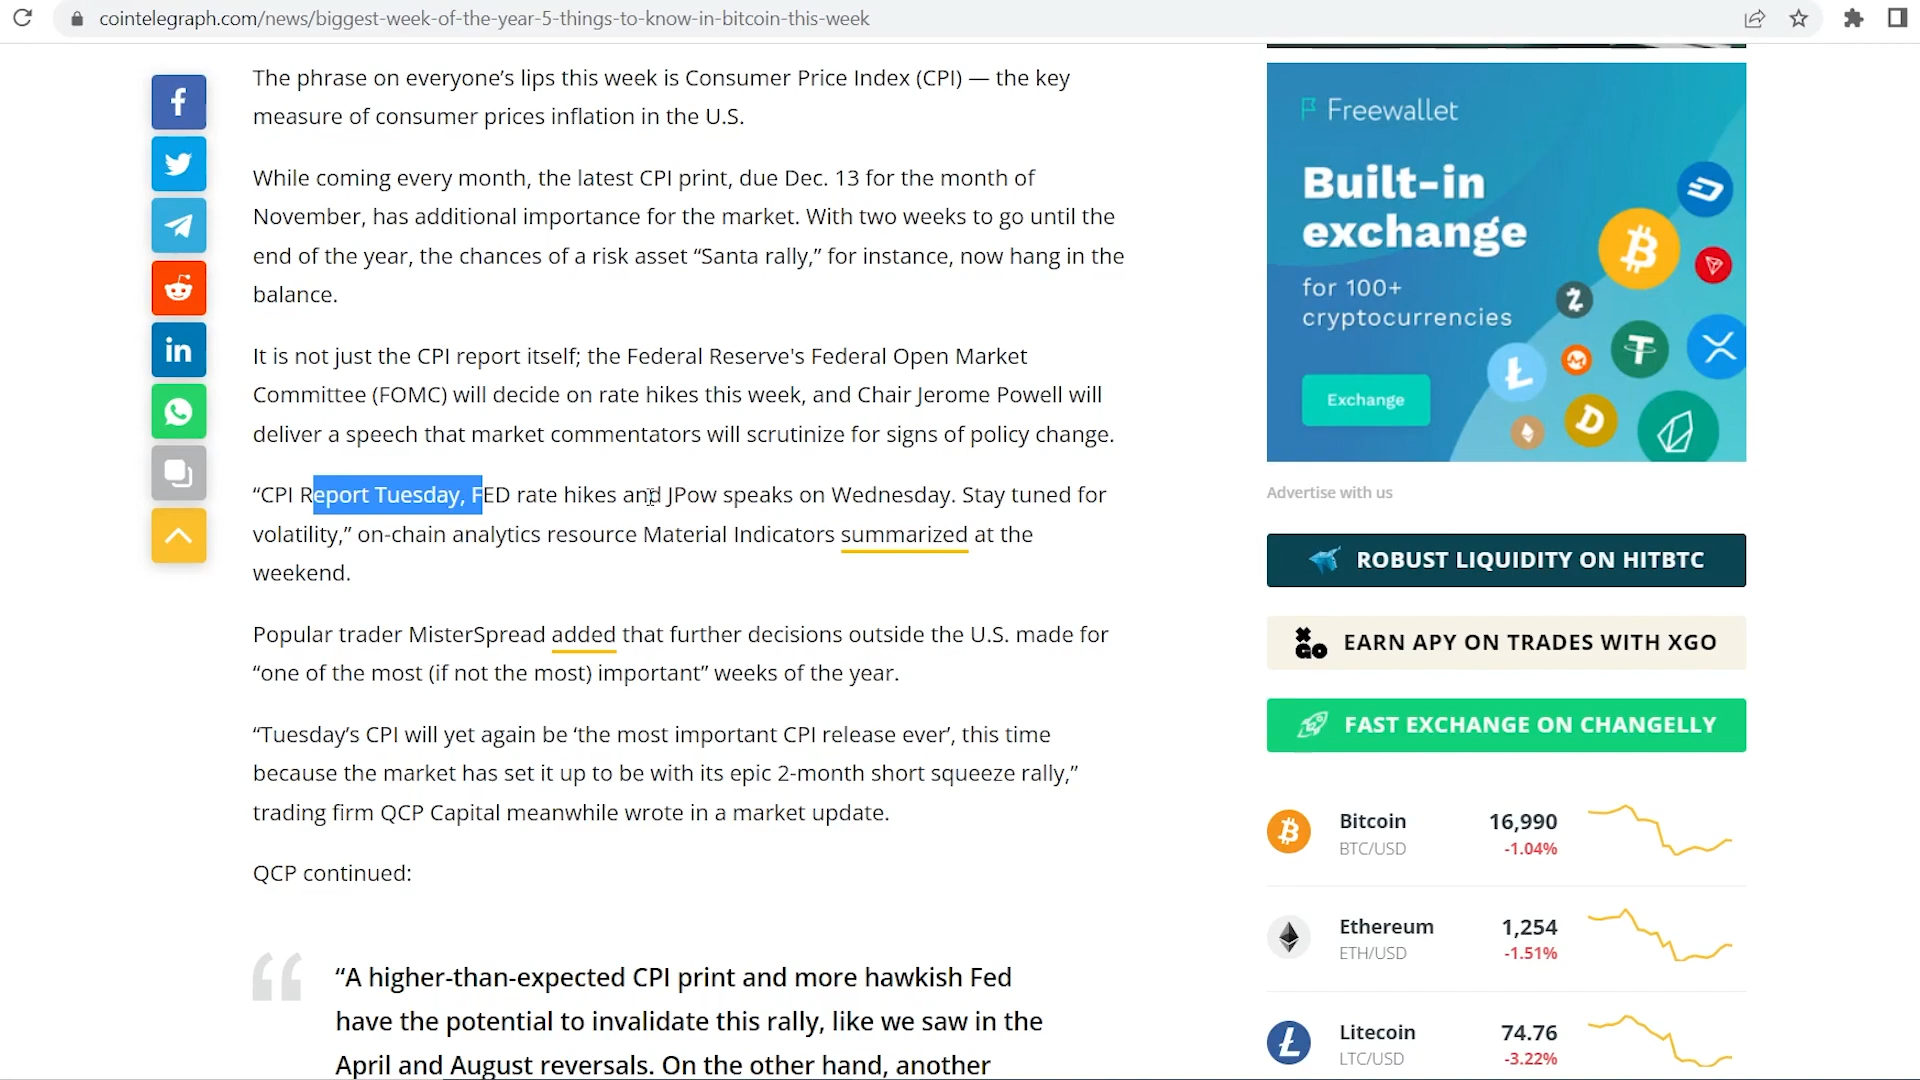 cointelegraph.com/news/biggest-week-of-the-year-5-things-to-know-in-bitcoin-this-week
The phrase on everyone’s lips this week is Consumer Price Index (CPI) — the key
measure of consumer prices inflation in the U.S.
While coming every month, the latest CPI print, due Dec. 13 for the month of
November, has additional importance for the market. With two weeks to go until the
end of the year, the chances of a risk asset “Santa rally,” for instance, now hang in the
balance.
It is not just the CPI report itself; the Federal Reserve's Federal Open Market
Committee (FOMC) will decide on rate hikes this week, and Chair Jerome Powell will
deliver a speech that market commentators will scrutinize for signs of policy change.
“CPI Report Tuesday, FED rate hikes and JPow speaks on Wednesday. Stay tuned for
volatility,” on-chain analytics resource Material Indicators summarized at the
weekend.
Popular trader MisterSpread added that further decisions outside the U.S. made for
“one of the most (if not the most) important” weeks of the year.
“Tuesday’s CPI will yet again be ‘the most important CPI release ever’, this time
because the market has set it up to be with its epic 2-month short squeeze rally,”
trading firm QCP Capital meanwhile wrote in a market update.
QCP continued:
“A higher-than-expected CPI print and more hawkish Fed
have the potential to invalidate this rally, like we saw in the
April and August reversals. On the other hand, another
Freewallet
Built-in
exchange
for 100+
cryptocurrencies
Exchange
Advertise with us
ROBUST LIQUIDITY ON HITBTC
XGO
EARN APY ON TRADES WITH XGO
FAST EXCHANGE ON CHANGELLY
Bitcoin 16,990
BTC/USD -1.04%
Ethereum 1,254
ETH/USD -1.51%
Litecoin 74.76
LTC/USD -3.22%